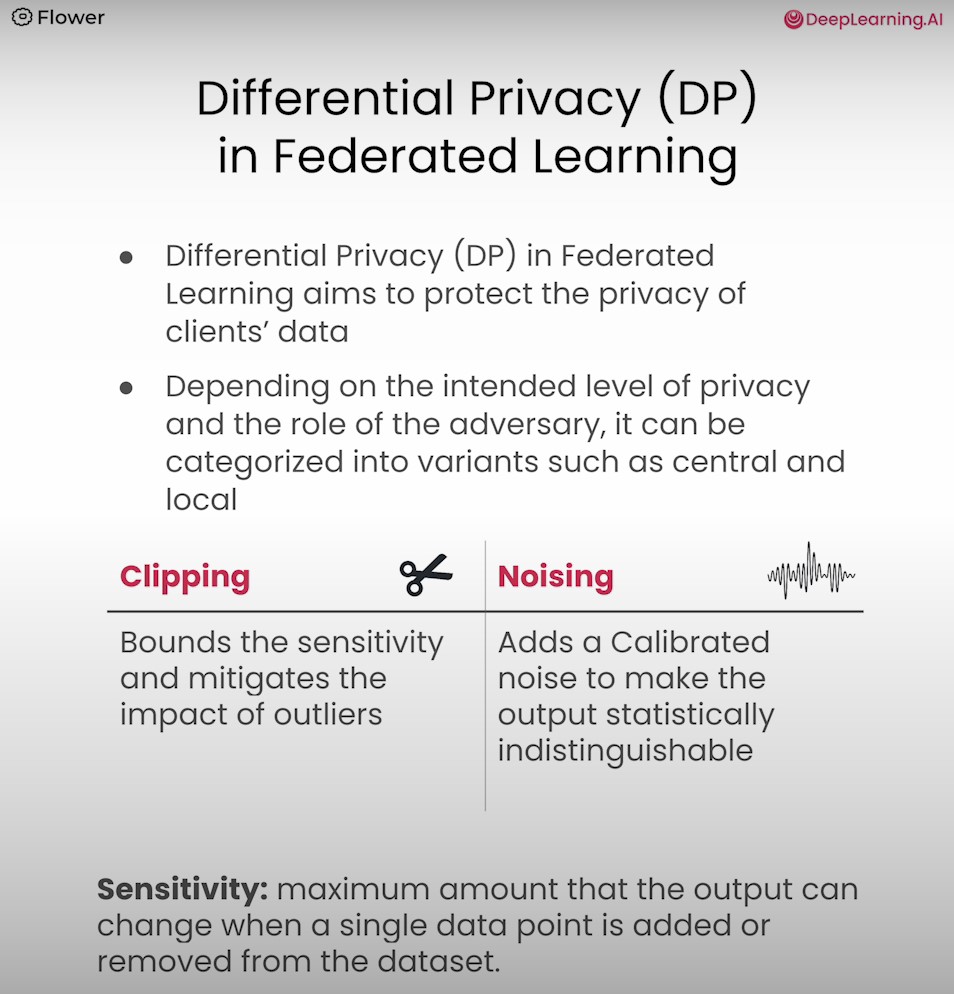 Flower
DeepLearning.AI
Differential Privacy (DP)
in Federated Learning
● Differential Privacy (DP) in Federated
Learning aims to protect the privacy of
clients’ data
● Depending on the intended level of privacy
and the role of the adversary, it can be
categorized into variants such as central and
local
Clipping
Bounds the sensitivity
and mitigates the
impact of outliers
Noising
Adds a Calibrated
noise to make the
output statistically
indistinguishable
Sensitivity: maximum amount that the output can
change when a single data point is added or
removed from the dataset.